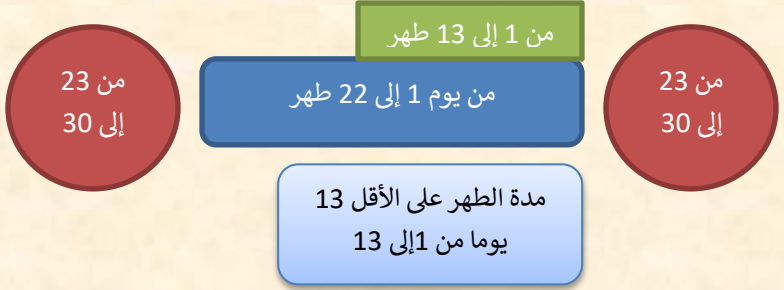 من 1 إلى 13 طهر
من 23
إلى 30
من يوم 1 إلى 22 طهر
من 23
إلى 30
مدة الطهر على الأقل 13
يوما من 1إلى 13